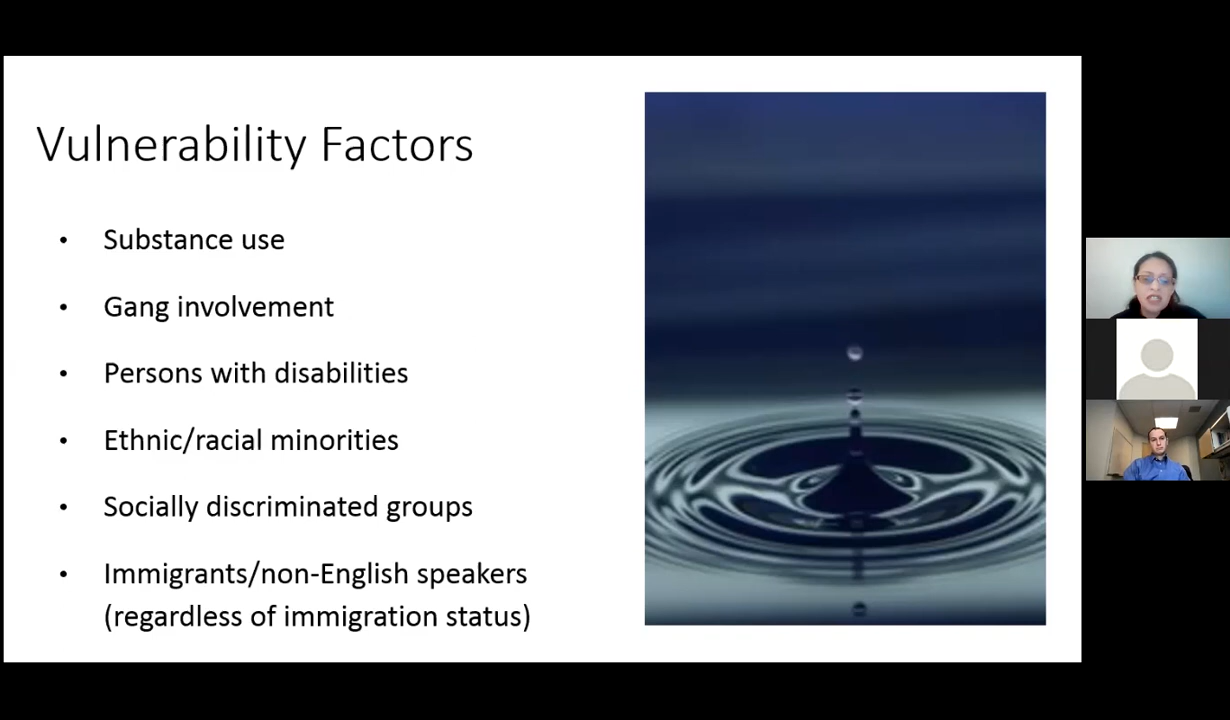 Vulnerability Factors
• Substance use
• Gang involvement
• Persons with disabilities
• Ethnic/racial minorities
• Socially discriminated groups
• Immigrants/non-English speakers
(regardless of immigration status)